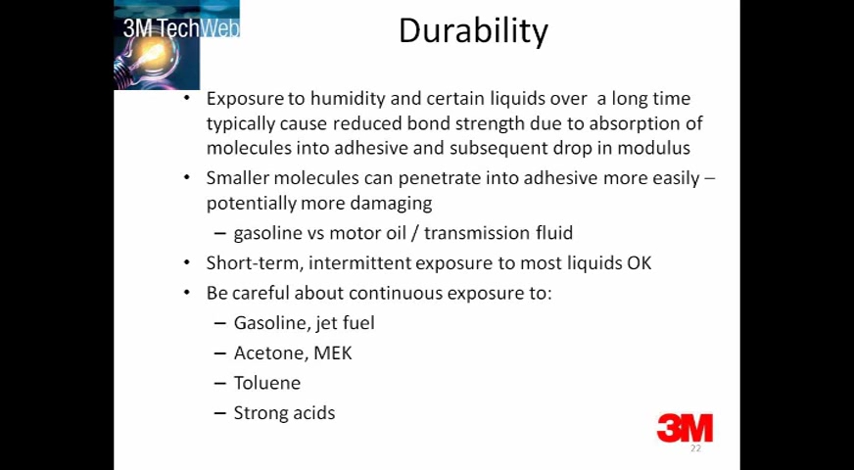 3M TechWeb
Durability
• Exposure to humidity and certain liquids over a long time
typically cause reduced bond strength due to absorption of
molecules into adhesive and subsequent drop in modulus
• Smaller molecules can penetrate into adhesive more easily –
potentially more damaging
– gasoline vs motor oil / transmission fluid
• Short-term, intermittent exposure to most liquids OK
• Be careful about continuous exposure to:
– Gasoline, jet fuel
– Acetone, MEK
– Toluene
– Strong acids
3M
22